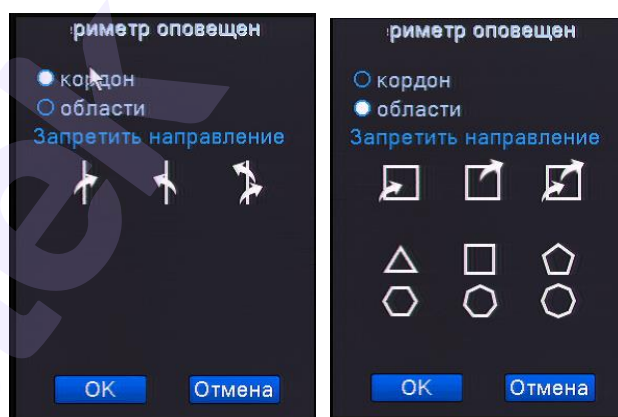 риметр оповещен
кордон
области
Запретить направление
OK
Отмена
риметр оповещен
кордон
области
Запретить направление
OK
Отмена